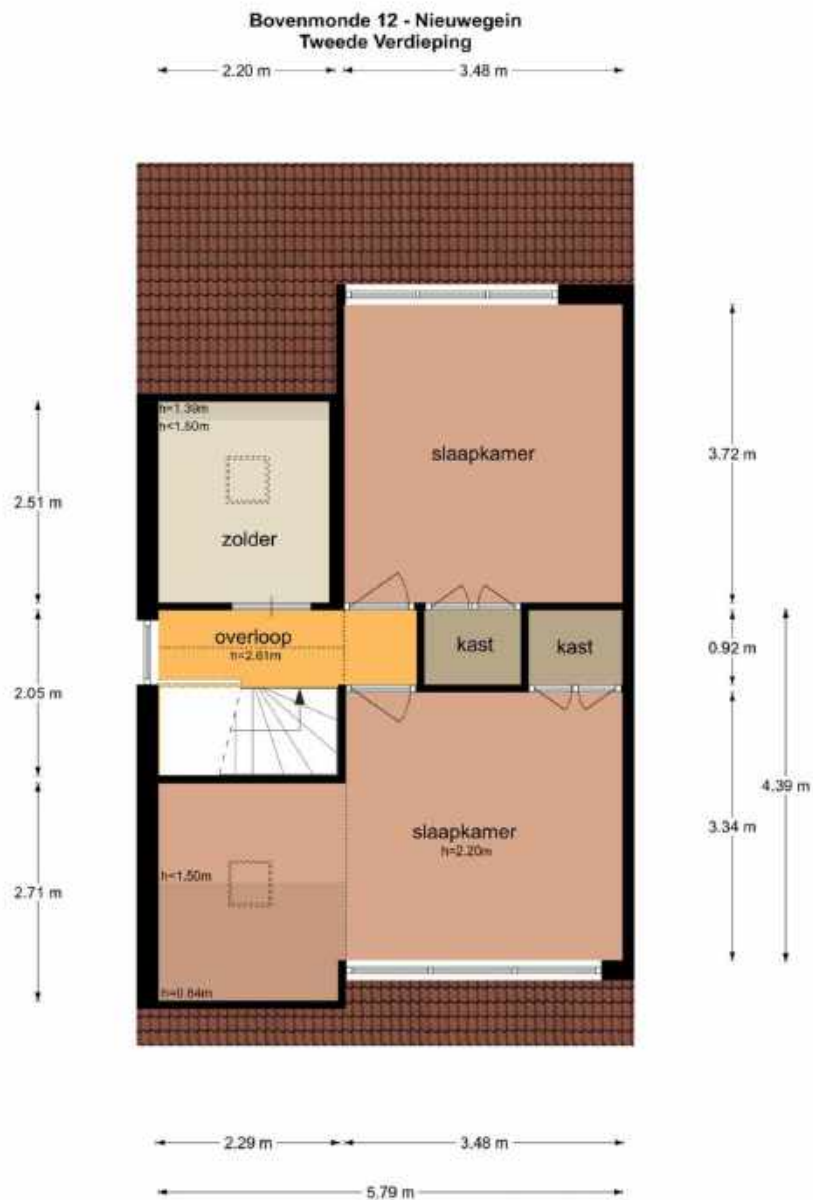 Bovenmonde 12 - Nieuwegein
Tweede Verdieping
2.20 m
3.48 m
h=1.39m
h<1.50m
slaapkamer
3.72 m
2.51 m
zolder
overloop
h=2.61m
kast
kast
0.92 m
2.05 m
4.39 m
slaapkamer
h=2.20m
3.34 m
h<1.50m
2.71 m
h=0.84m
2.29 m
3.48 m
5.79 m